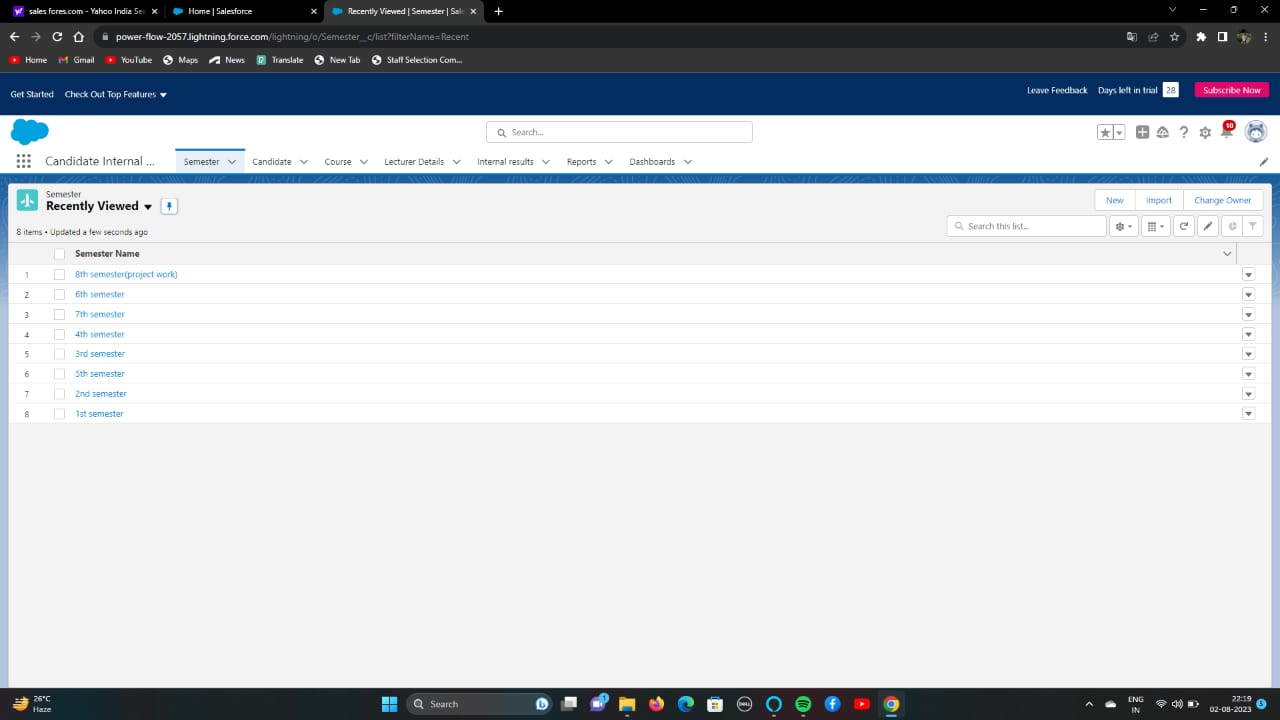 sales fores.com - Yahoo India Se
Home | Salesforce
Recently Viewed | Semester | Sal
power-flow-2057.lightning.force.com/lightning/o/Semester__c/list?filterName=Recent
Home Gmail YouTube Maps News Translate New Tab Staff Selection Com...
Get Started Check Out Top Features
Leave Feedback Days left in trial 28 Subscribe Now
Search...
10
Candidate Internal ... Semester Candidate Course Lecturer Details Internal results Reports Dashboards
Semester
Recently Viewed
New Import Change Owner
8 items • Updated a few seconds ago
Search this list...
Semester Name
1 8th semester(project work)
2 6th semester
3 7th semester
4 4th semester
5 3rd semester
6 5th semester
7 2nd semester
8 1st semester
26°C
Haze
Search
1
DELL
ENG
IN
22:19
02-08-2023
5